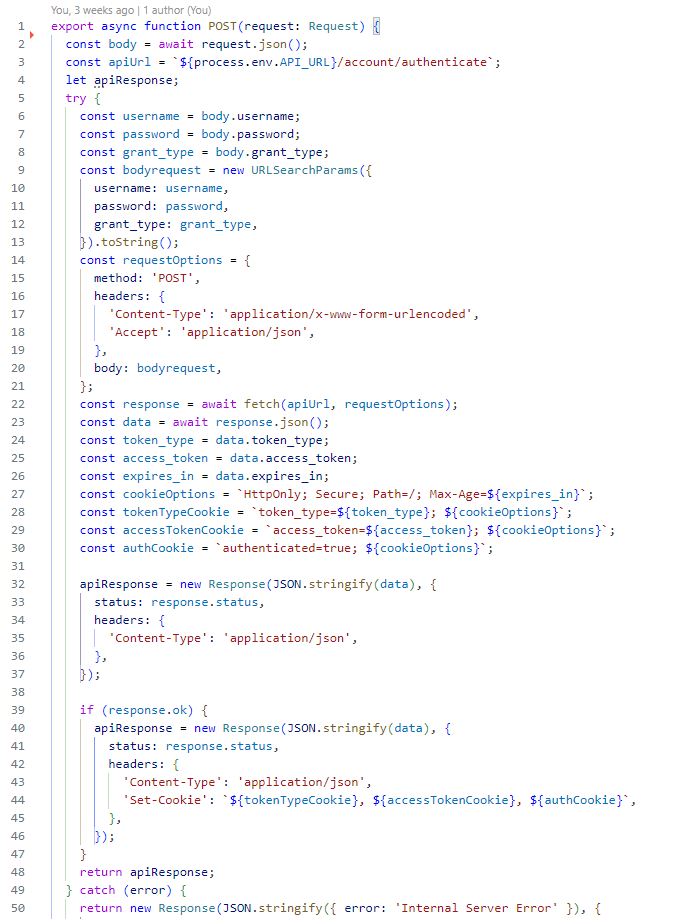 You, 3 weeks ago | 1 author (You)
1 export async function POST(request: Request) {
2 const body = await request.json();
3 const apiUrl = `${process.env.API_URL}/account/authenticate`;
4 let apiResponse;
5 try {
6 const username = body.username;
7 const password = body.password;
8 const grant_type = body.grant_type;
9 const bodyrequest = new URLSearchParams({
10 username: username,
11 password: password,
12 grant_type: grant_type,
13 }).toString();
14 const requestOptions = {
15 method: 'POST',
16 headers: {
17 'Content-Type': 'application/x-www-form-urlencoded',
18 'Accept': 'application/json',
19 },
20 body: bodyrequest,
21 };
22 const response = await fetch(apiUrl, requestOptions);
23 const data = await response.json();
24 const token_type = data.token_type;
25 const access_token = data.access_token;
26 const expires_in = data.expires_in;
27 const cookieOptions = `HttpOnly; Secure; Path=/; Max-Age=${expires_in}`;
28 const tokenTypeCookie = `token_type=${token_type}; ${cookieOptions}`;
29 const accessTokenCookie = `access_token=${access_token}; ${cookieOptions}`;
30 const authCookie = `authenticated=true; ${cookieOptions}`;
31
32 apiResponse = new Response(JSON.stringify(data), {
33 status: response.status,
34 headers: {
35 'Content-Type': 'application/json',
36 },
37 });
38
39 if (response.ok) {
40 apiResponse = new Response(JSON.stringify(data), {
41 status: response.status,
42 headers: {
43 'Content-Type': 'application/json',
44 'Set-Cookie': `${tokenTypeCookie}, ${accessTokenCookie}, ${authCookie}`,
45 },
46 });
47 }
48 return apiResponse;
49 } catch (error) {
50 return new Response(JSON.stringify({ error: 'Internal Server Error' }), {